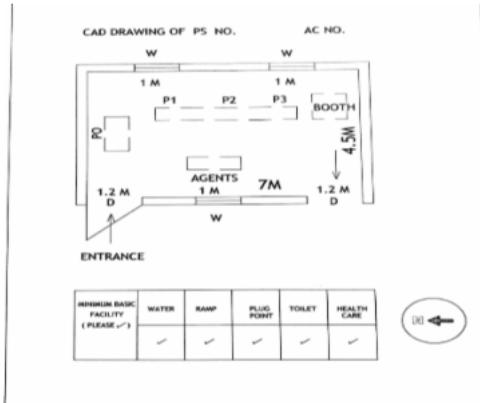 CAD DRAWING OF PS NO. AC NO.
W W
1 M 1 M
P1 P2 P3 BOOTH
PO
4.5M
AGENTS
1.2 M 1 M 7M 1.2 M
D D
W
ENTRANCE
MINIMUM BASIC
FACILITY
( PLEASE ✓ )
WATER
RAMP
PLUG
POINT
TOILET
HEALTH
CARE
✓ ✓ ✓ ✓ ✓
N